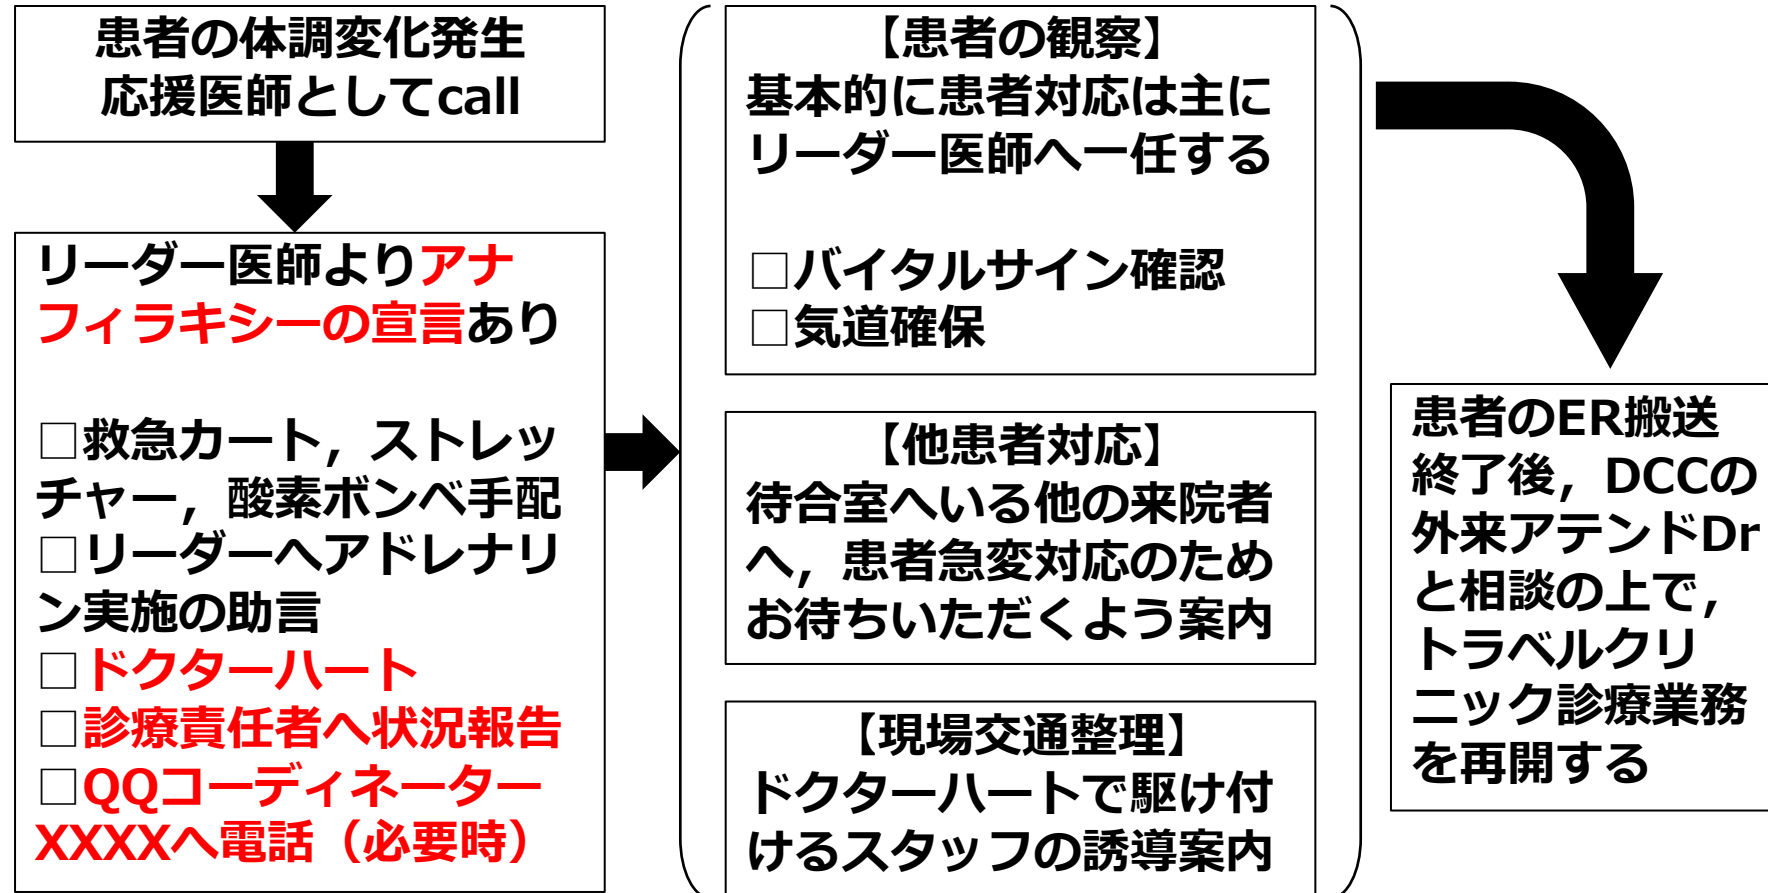 患者の体調変化発生
応援医師としてcall
リーダー医師よりアナ
フィラキシーの宣言あり
□救急カート，ストレッ
チャー，酸素ボンベ手配
□リーダーへアドレナリ
ン実施の助言
□ドクターハート
□診療責任者へ状況報告
□QQコーディネーター
XXXXへ電話（必要時）
【患者の観察】
基本的に患者対応は主に
リーダー医師へ一任する
□バイタルサイン確認
□気道確保
【他患者対応】
待合室へいる他の来院者
へ，患者急変対応のため
お待ちいただくよう案内
【現場交通整理】
ドクターハートで駆け付
けるスタッフの誘導案内
患者のER搬送
終了後，DCCの
外来アテンドDr
と相談の上で，
トラベルクリ
ニック診療業務
を再開する